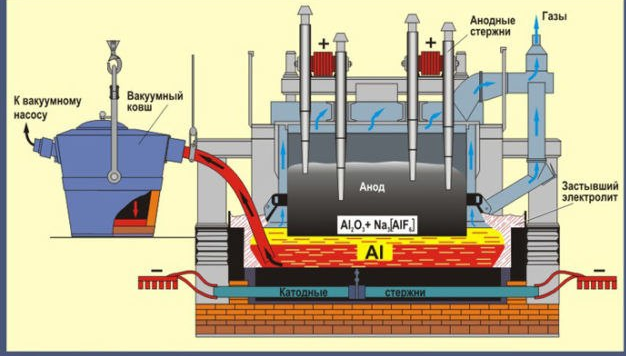 Анодные
стержни
Газы
+
+
К вакуумному
насосу
Вакуумный
ковш
Анод
Застывший
электролит
Al₂O₃+ Na₃[AlF₆]
Al
–
–
Катодные стержни